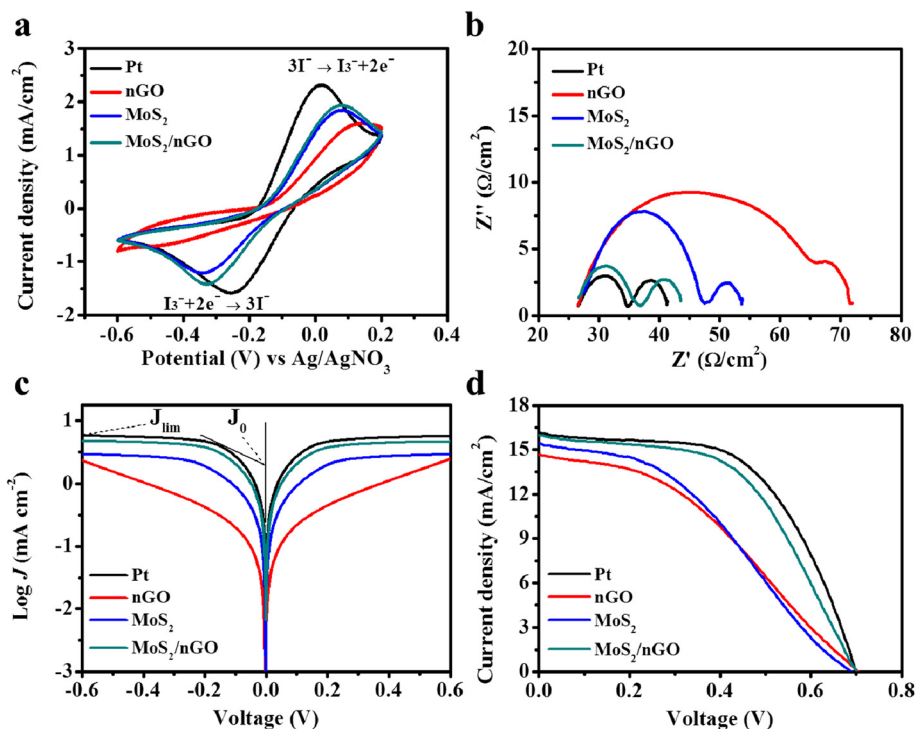 a
3I⁻ → I₃⁻+2e⁻
Pt
nGO
MoS₂
MoS₂/nGO
I₃⁻+2e⁻ → 3I⁻
3
2
1
0
-1
-2
-0.6 -0.4 -0.2 0.0 0.2 0.4
Current density (mA/cm²)
Potential (V) vs Ag/AgNO₃
b
Pt
nGO
MoS₂
MoS₂/nGO
20
15
10
5
0
20 30 40 50 60 70 80
Z'' (Ω/cm²)
Z' (Ω/cm²)
c
J_lim
J₀
Pt
nGO
MoS₂
MoS₂/nGO
1
0
-1
-2
-3
-0.6 -0.4 -0.2 0.0 0.2 0.4 0.6
Log J (mA cm⁻²)
Voltage (V)
d
Pt
nGO
MoS₂
MoS₂/nGO
18
15
12
9
6
3
0
0.0 0.2 0.4 0.6 0.8
Current density (mA/cm²)
Voltage (V)